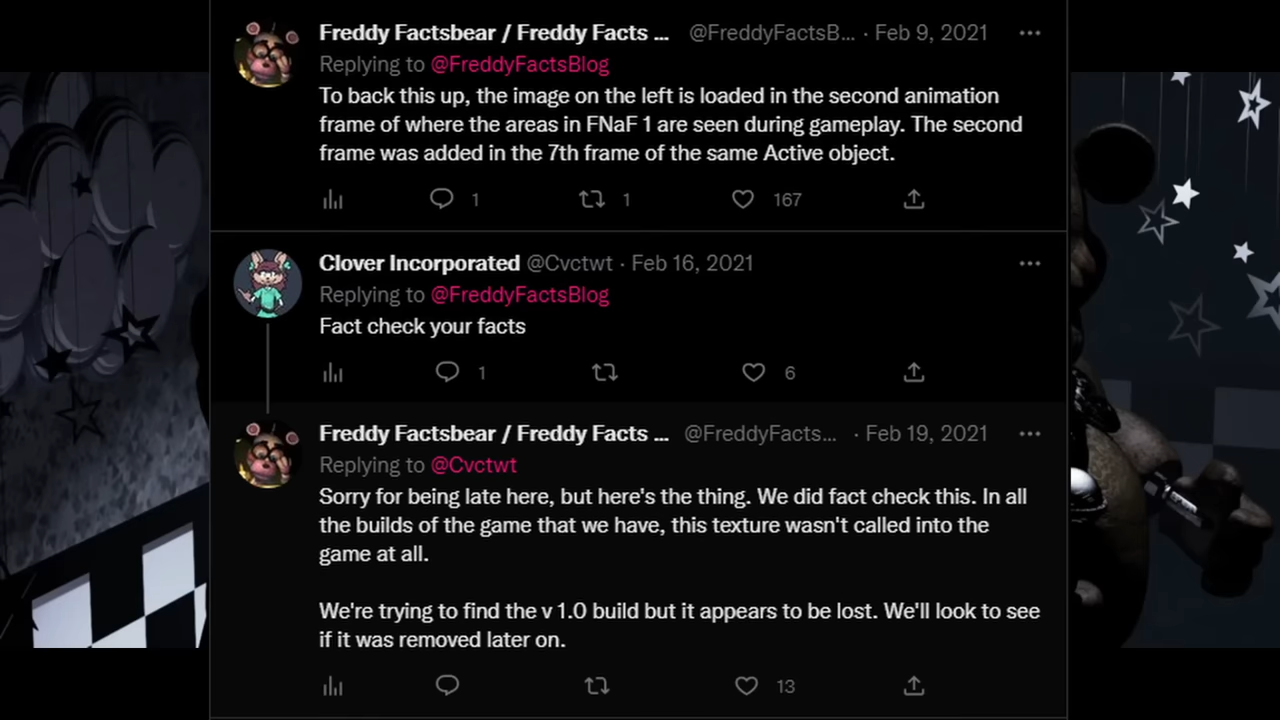 Freddy Factsbear / Freddy Facts ... @FreddyFactsB... · Feb 9, 2021
Replying to @FreddyFactsBlog
To back this up, the image on the left is loaded in the second animation
frame of where the areas in FNaF 1 are seen during gameplay. The second
frame was added in the 7th frame of the same Active object.
1 1 167
Clover Incorporated @Cvctwt · Feb 16, 2021
Replying to @FreddyFactsBlog
Fact check your facts
1 6
Freddy Factsbear / Freddy Facts ... @FreddyFacts... · Feb 19, 2021
Replying to @Cvctwt
Sorry for being late here, but here's the thing. We did fact check this. In all
the builds of the game that we have, this texture wasn't called into the
game at all.
We're trying to find the v 1.0 build but it appears to be lost. We'll look to see
if it was removed later on.
13